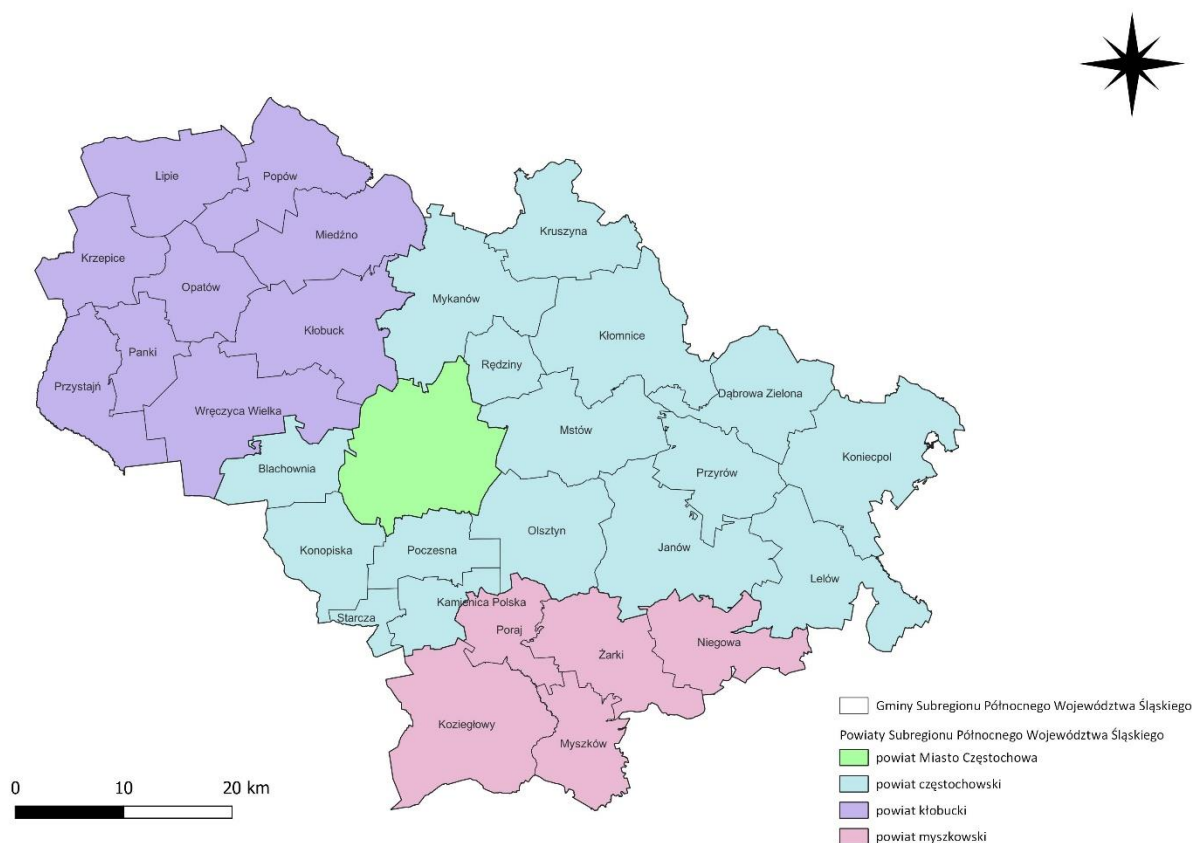 Lipie
Popów
Miedźno
Krzepice
Opatów
Kłobuck
Panki
Przystajń
Wręczyca Wielka
Kruszyna
Mykanów
Kłomnice
Rędziny
Dąbrowa Zielona
Mstów
Koniecpol
Przyrów
Blachownia
Olsztyn
Konopiska
Poczesna
Janów
Lelów
Kamienica Polska
Starcza
Poraj
Żarki
Niegowa
Koziegłowy
Myszków
0 10 20 km
Gminy Subregionu Północnego Województwa Śląskiego
Powiaty Subregionu Północnego Województwa Śląskiego
powiat Miasto Częstochowa
powiat częstochowski
powiat kłobucki
powiat myszkowski